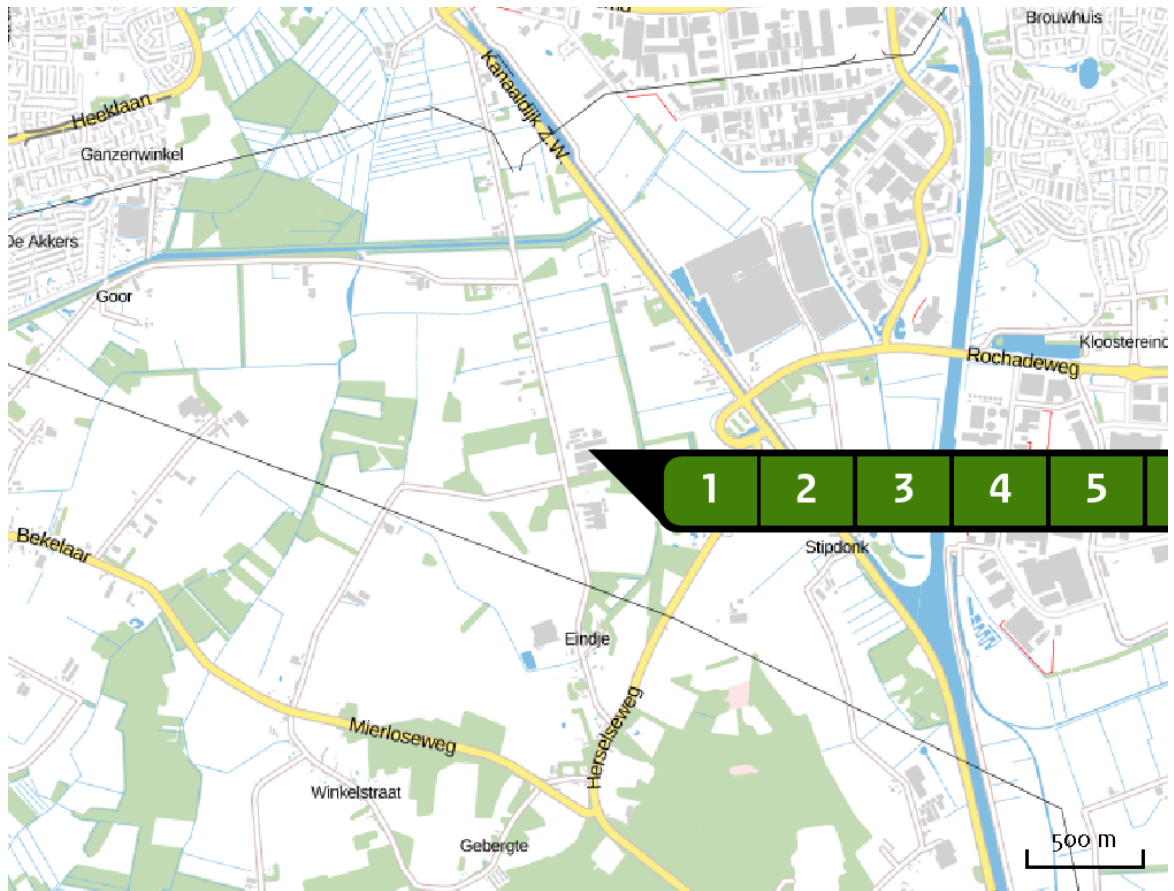 Brouwhuis
Kanaaldijk Z.W.
Heeklaan
Ganzenwinkel
De Akkers
Goor
Kloostereind
Rochadeweg
1 2 3 4 5
Bekelaar
Stipdonk
Eindje
Herselseweg
Mierloseweg
Winkelstraat
Gebergte
500 m